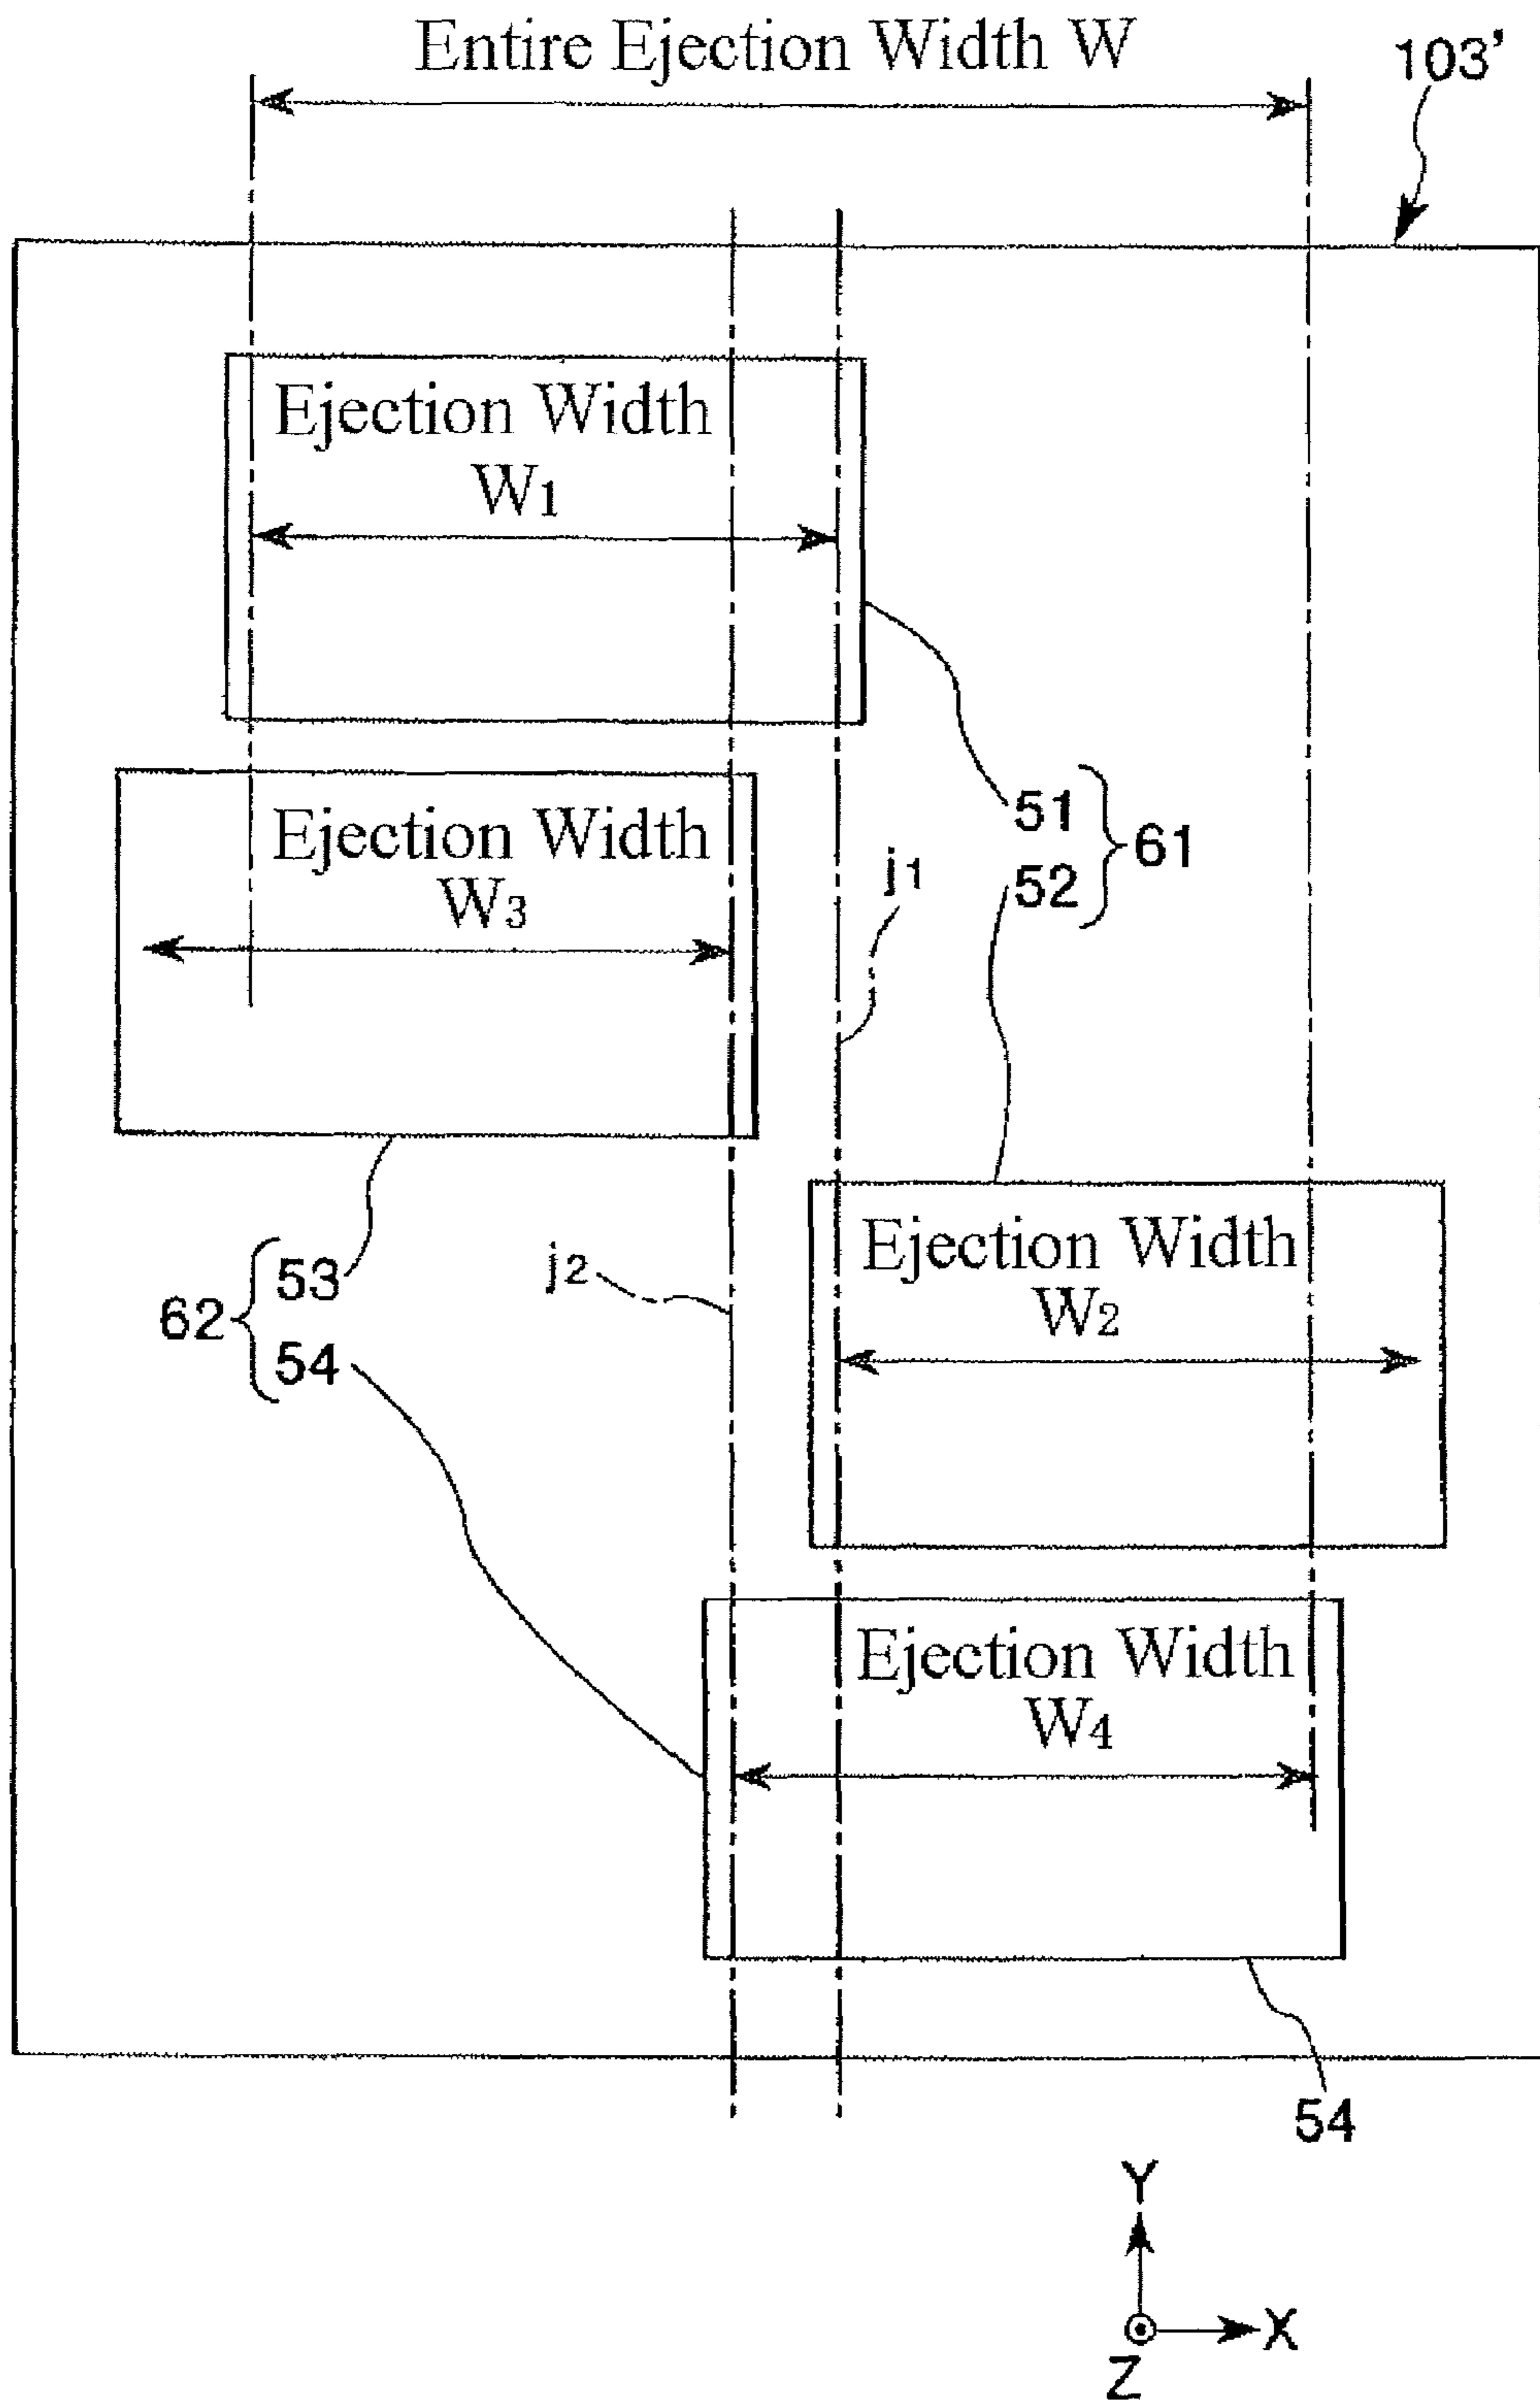 Entire Ejection Width W
103'
Ejection Width
W1
51
52
61
Ejection Width
W3
j1
Ejection Width
W2
j2
53
54
62
Ejection Width
W4
54
Y
X
Z